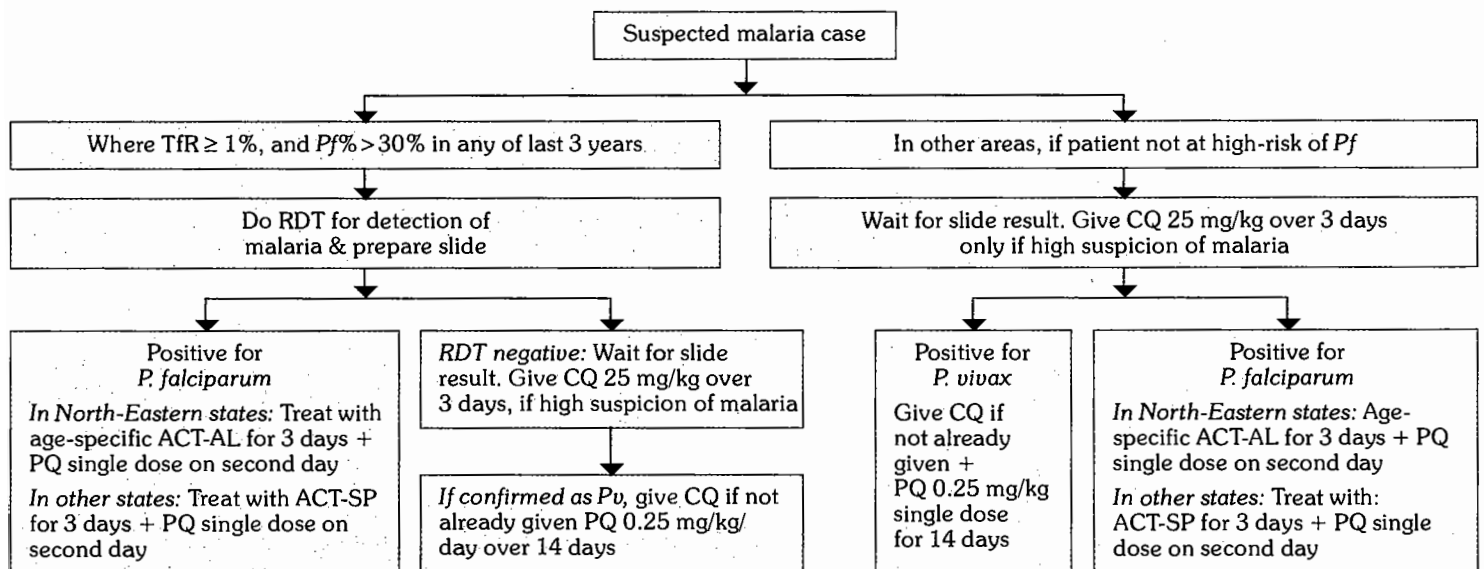 Suspected malaria case
Where TfR ≥ 1%, and Pf% > 30% in any of last 3 years
In other areas, if patient not at high-risk of Pf
Do RDT for detection of
malaria & prepare slide
Wait for slide result. Give CQ 25 mg/kg over 3 days
only if high suspicion of malaria
Positive for
P. falciparum
In North-Eastern states: Treat with
age-specific ACT-AL for 3 days +
PQ single dose on second day
In other states: Treat with ACT-SP
for 3 days + PQ single dose on
second day
RDT negative: Wait for slide
result. Give CQ 25 mg/kg over
3 days, if high suspicion of malaria
If confirmed as Pv, give CQ if not
already given PQ 0.25 mg/kg/
day over 14 days
Positive for
P. vivax
Give CQ if
not already
given +
PQ 0.25 mg/kg
single dose
for 14 days
Positive for
P. falciparum
In North-Eastern states: Age-
specific ACT-AL for 3 days + PQ
single dose on second day
In other states: Treat with:
ACT-SP for 3 days + PQ single
dose on second day